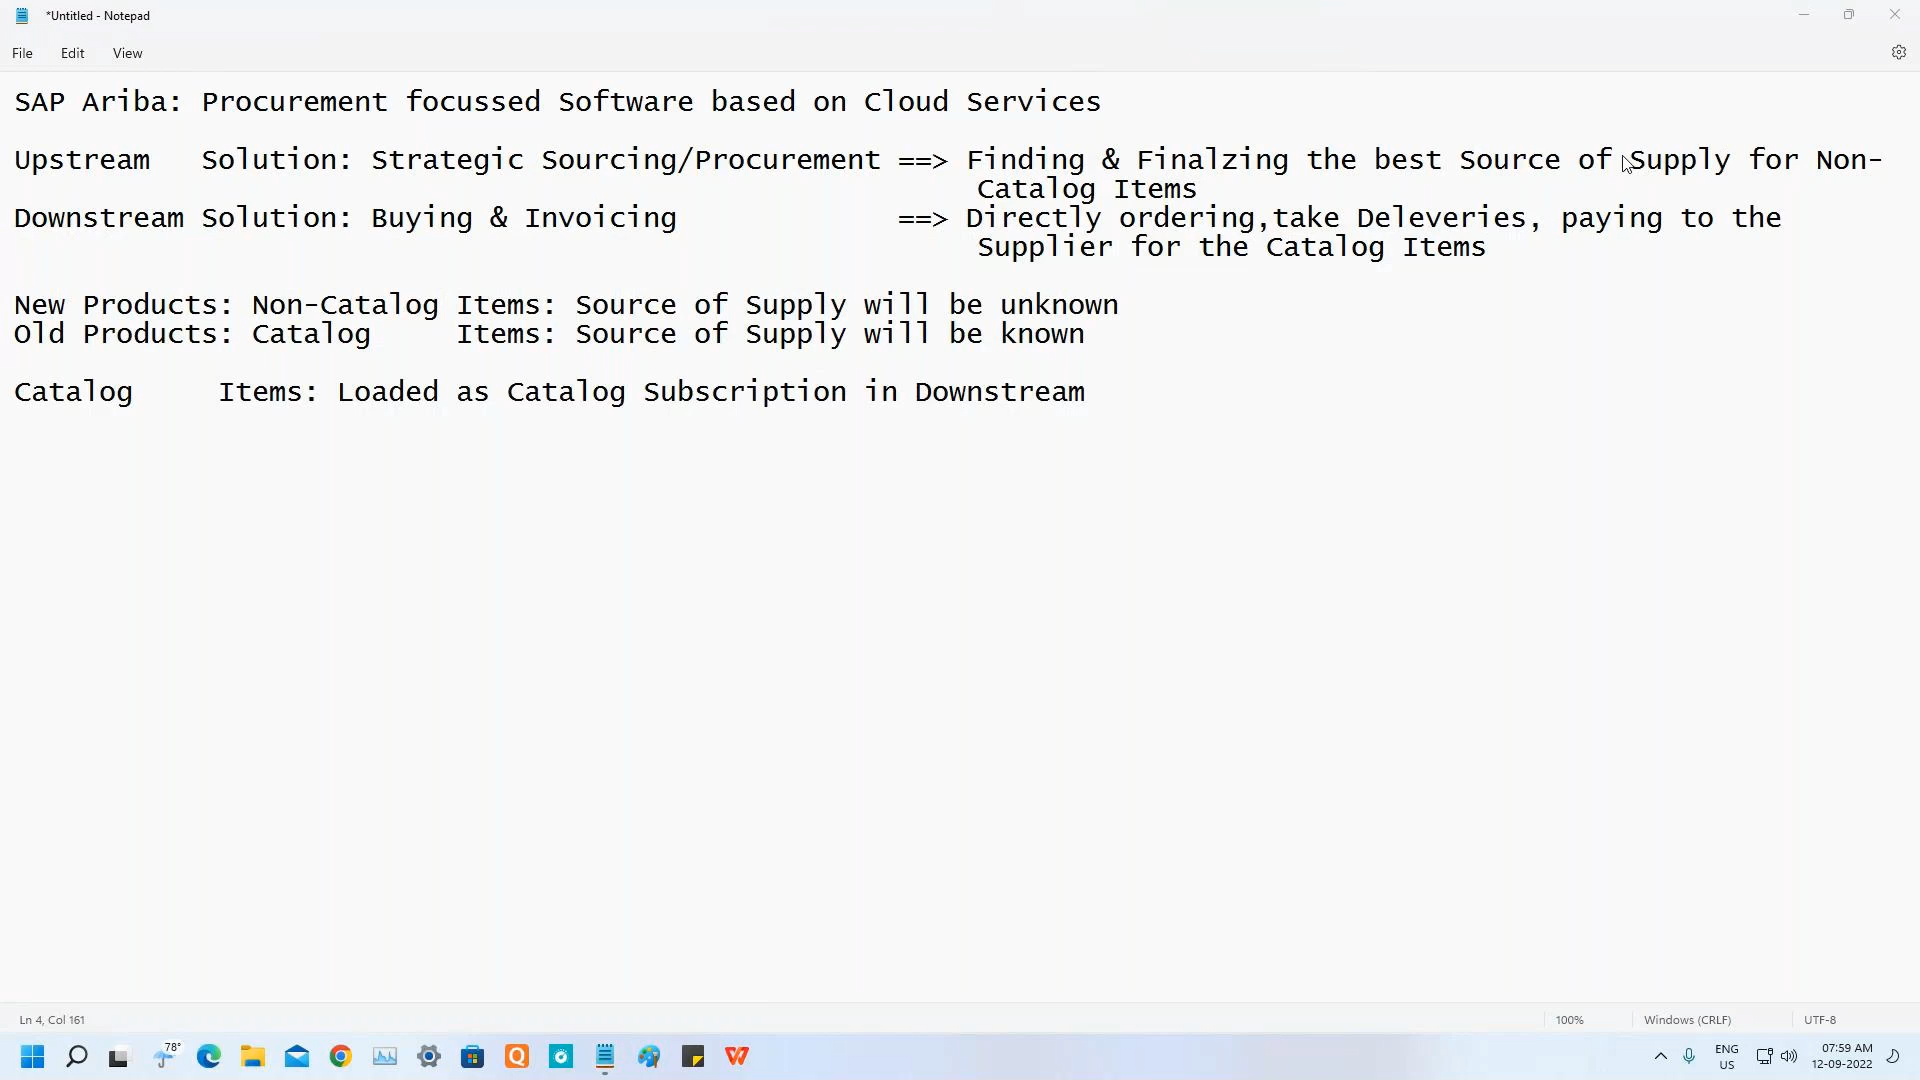 *Untitled - Notepad
File Edit View
SAP Ariba: Procurement focussed Software based on Cloud Services
Upstream   Solution: Strategic Sourcing/Procurement ==> Finding & Finalzing the best Source of Supply for Non-
Catalog Items
Downstream Solution: Buying & Invoicing             ==> Directly ordering,take Deleveries, paying to the
Supplier for the Catalog Items
New Products: Non-Catalog Items: Source of Supply will be unknown
Old Products: Catalog     Items: Source of Supply will be known
Catalog     Items: Loaded as Catalog Subscription in Downstream
Ln 4, Col 161 100% Windows (CRLF) UTF-8
78° ENG 07:59 AM
US 12-09-2022